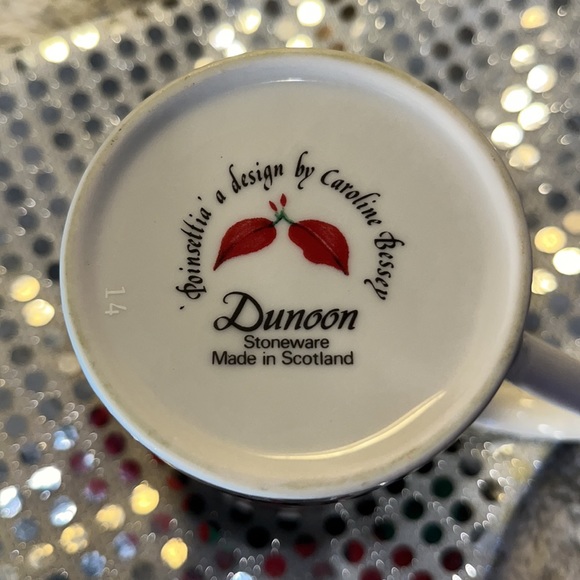 'Poinsettia' a design by Caroline Bessey
Dunoon
Stoneware
Made in Scotland
14